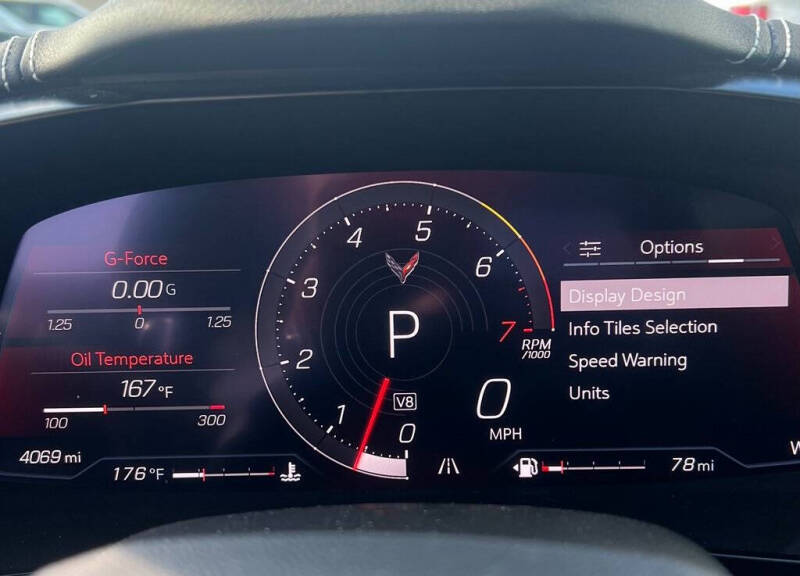 G-Force
0.00 G
1.25 0 1.25
Oil Temperature
167 °F
100 300
4069 mi
176 °F
0
1
2
3
4
5
6
7
RPM
/1000
P
V8
0
MPH
Options
Display Design
Info Tiles Selection
Speed Warning
Units
78 mi
W